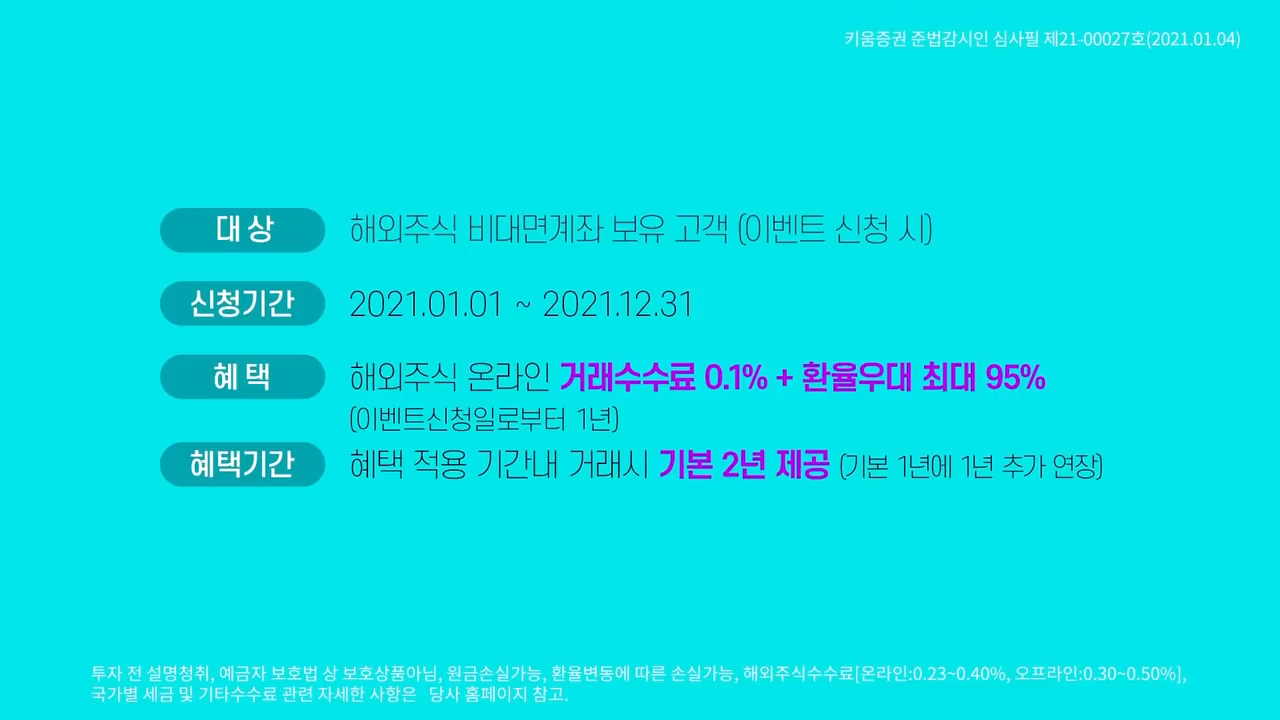 키움증권 준법감시인 심사필 제21-00027호(2021.01.04)
대 상 해외주식 비대면계좌 보유 고객 (이벤트 신청 시)
신청기간 2021.01.01 ~ 2021.12.31
혜 택 해외주식 온라인 거래수수료 0.1% + 환율우대 최대 95%
(이벤트신청일로부터 1년)
혜택기간 혜택 적용 기간내 거래시 기본 2년 제공 (기본 1년에 1년 추가 연장)
투자 전 설명청취, 예금자 보호법 상 보호상품아님, 원금손실가능, 환율변동에 따른 손실가능, 해외주식수수료[온라인:0.23~0.40%, 오프라인:0.30~0.50%],
국가별 세금 및 기타수수료 관련 자세한 사항은 당사 홈페이지 참고.